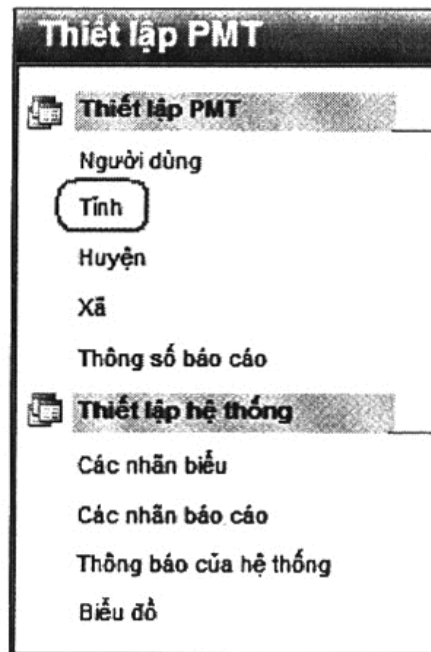 Thiết lập PMT
Thiết lập PMT
Người dùng
Tỉnh
Huyện
Xã
Thông số báo cáo
Thiết lập hệ thống
Các nhãn biểu
Các nhãn báo cáo
Thông báo của hệ thống
Biểu đồ